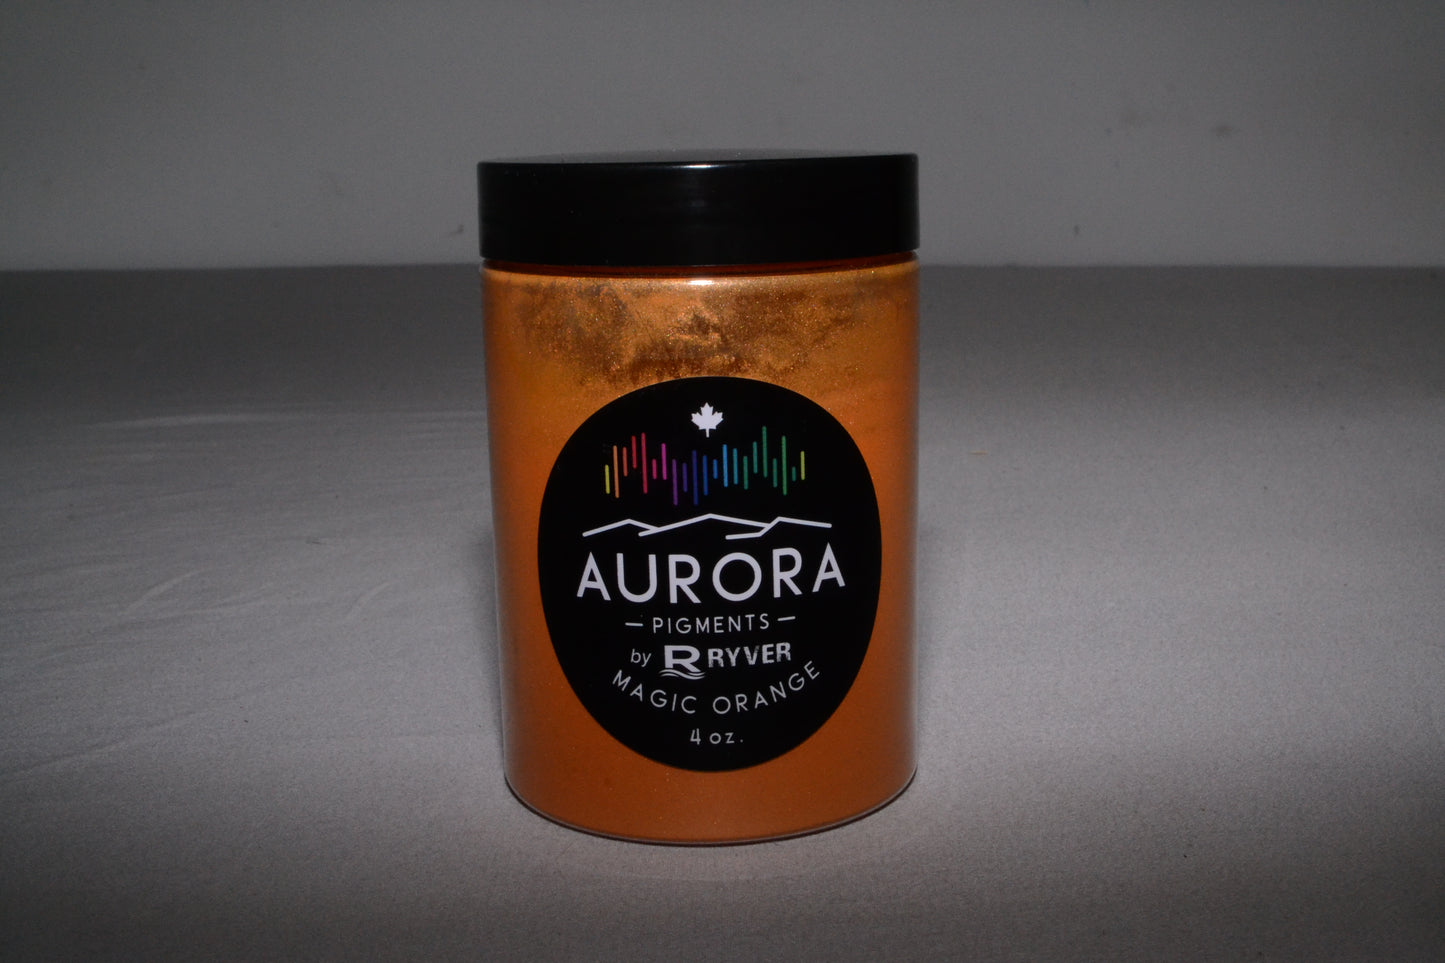 AURORA
— PIGMENTS —
by R RYVER
MAGIC ORANGE
4 oz.